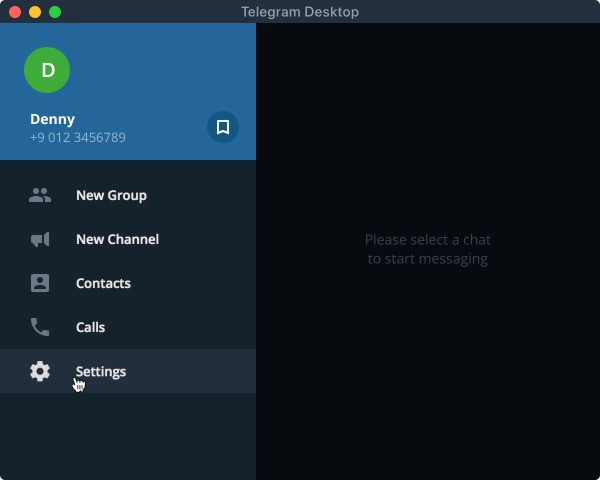 Telegram Desktop
D
Denny
+9 012 3456789
New Group
New Channel
Contacts
Calls
Settings
Please select a chat
to start messaging